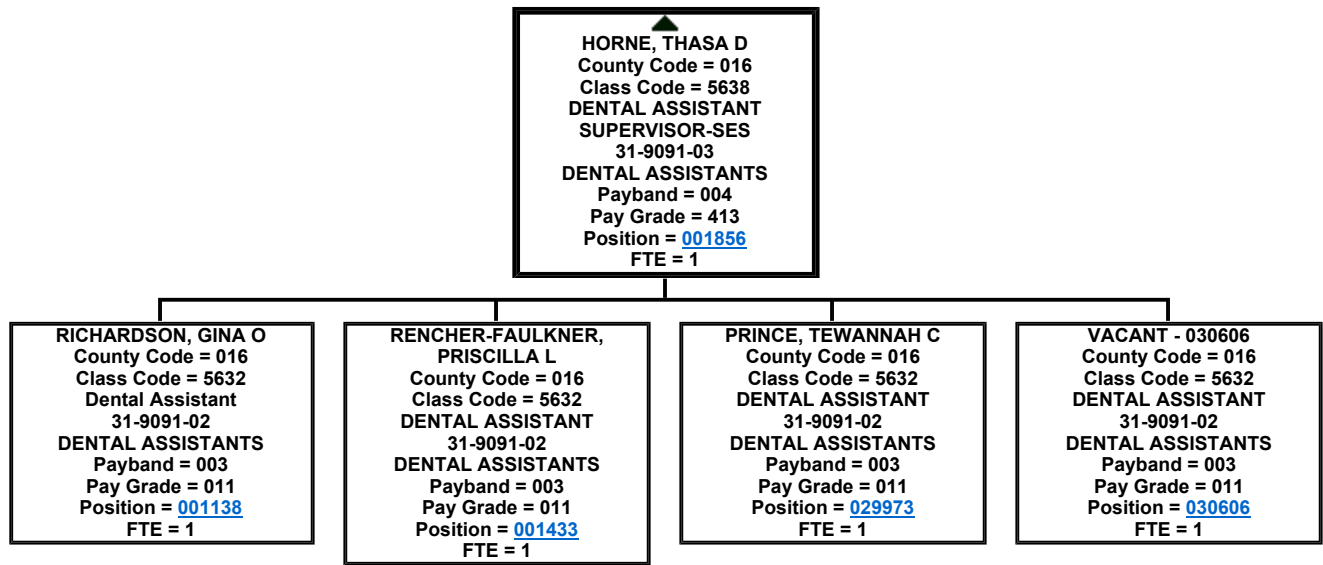 HORNE, THASA D
County Code = 016
Class Code = 5638
DENTAL ASSISTANT
SUPERVISOR-SES
31-9091-03
DENTAL ASSISTANTS
Payband = 004
Pay Grade = 413
Position = 001856
FTE = 1
RICHARDSON, GINA O
County Code = 016
Class Code = 5632
Dental Assistant
31-9091-02
DENTAL ASSISTANTS
Payband = 003
Pay Grade = 011
Position = 001138
FTE = 1
RENCHER-FAULKNER,
PRISCILLA L
County Code = 016
Class Code = 5632
DENTAL ASSISTANT
31-9091-02
DENTAL ASSISTANTS
Payband = 003
Pay Grade = 011
Position = 001433
FTE = 1
PRINCE, TEWANNAH C
County Code = 016
Class Code = 5632
DENTAL ASSISTANT
31-9091-02
DENTAL ASSISTANTS
Payband = 003
Pay Grade = 011
Position = 029973
FTE = 1
VACANT - 030606
County Code = 016
Class Code = 5632
DENTAL ASSISTANT
31-9091-02
DENTAL ASSISTANTS
Payband = 003
Pay Grade = 011
Position = 030606
FTE = 1